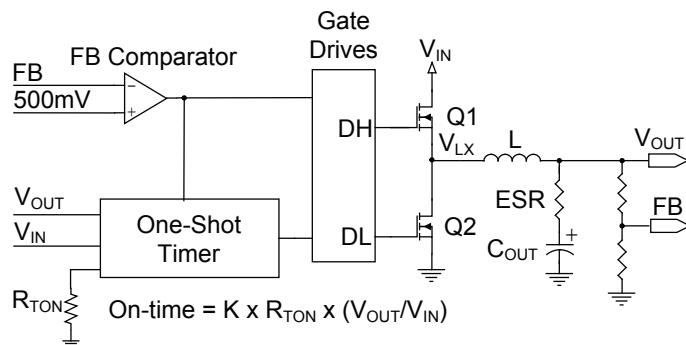 Gate
Drives
FB Comparator
FB
500mV
−
+
V_IN
DH
Q1
V_LX
L
V_OUT
ESR
FB
V_OUT
V_IN
One-Shot
Timer
DL
Q2
C_OUT
+
R_TON
On-time = K x R_TON x (V_OUT/V_IN)